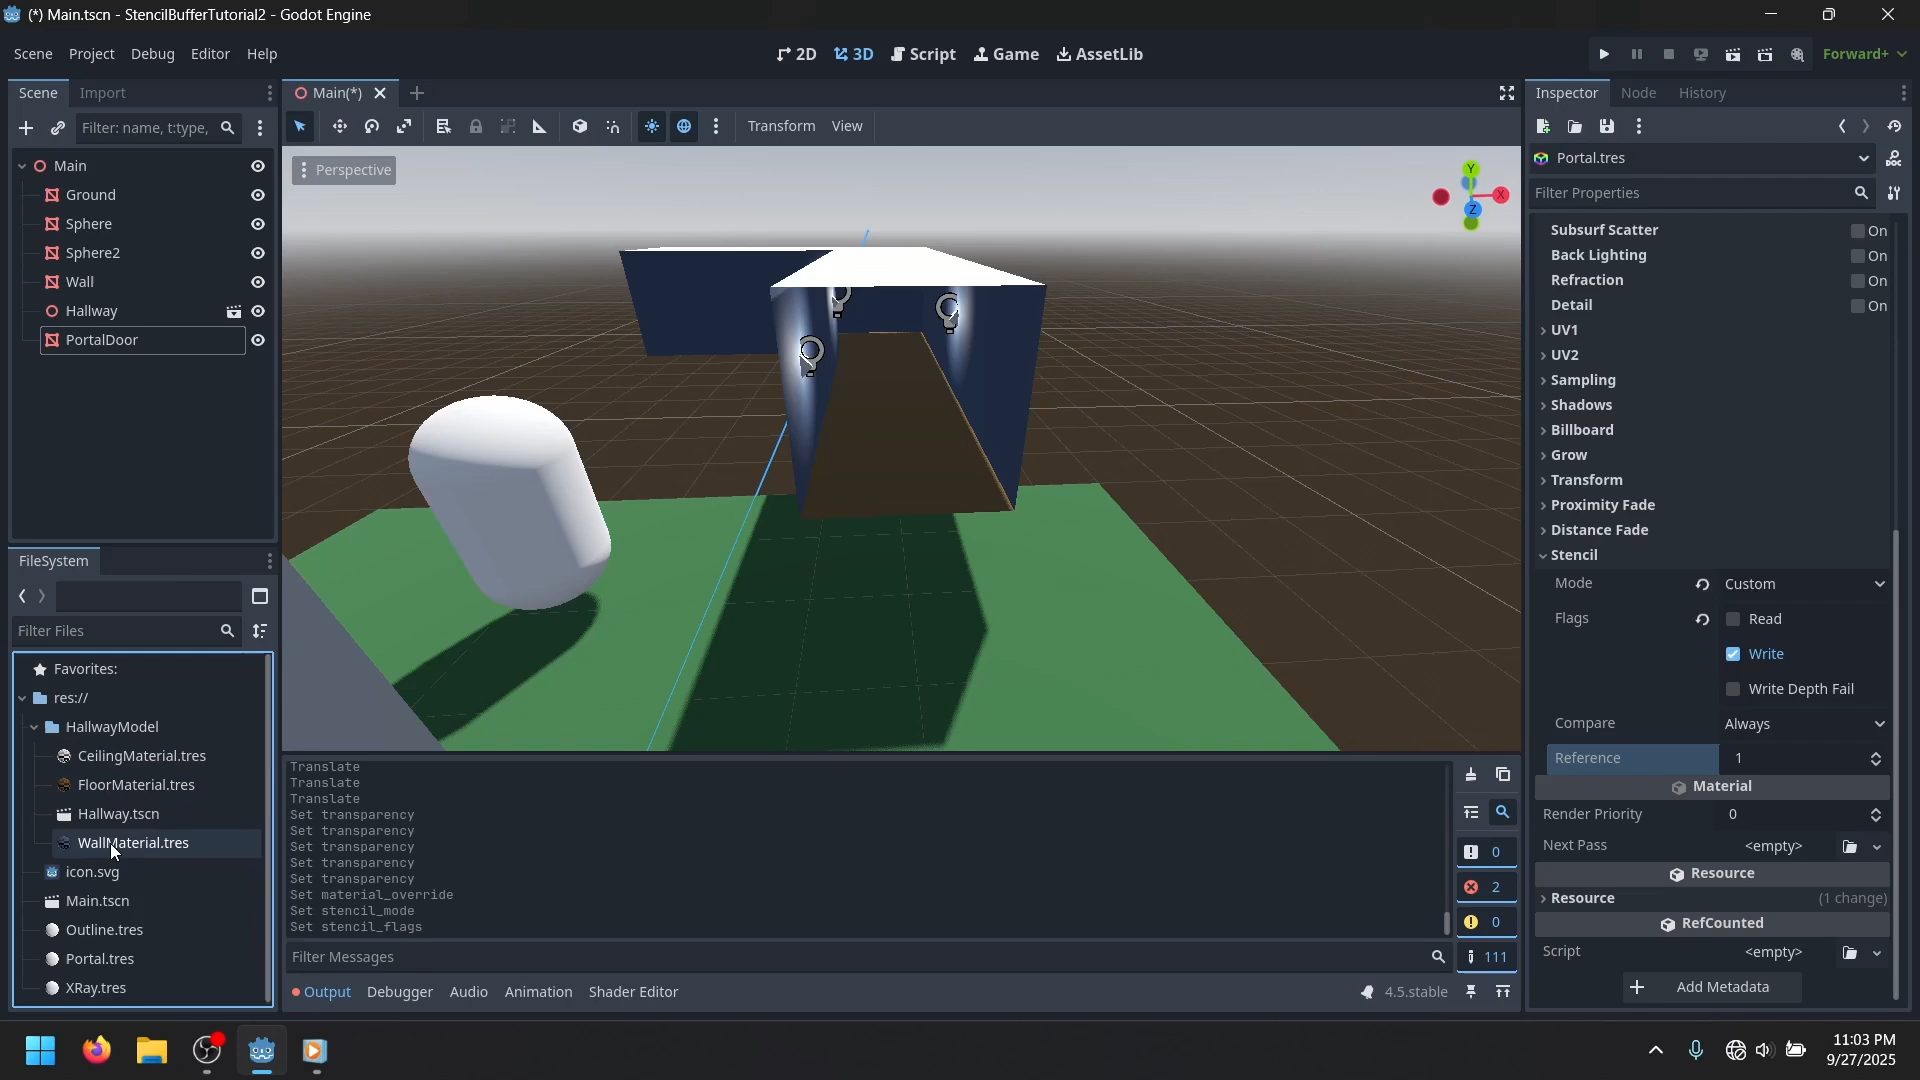 (*) Main.tscn - StencilBufferTutorial2 - Godot Engine
Scene Project Debug Editor Help
2D 3D Script Game AssetLib
Forward+
Scene Import
Filter: name, t:type,
Main
Ground
Sphere
Sphere2
Wall
Hallway
PortalDoor
FileSystem
Filter Files
Favorites:
res://
HallwayModel
CeilingMaterial.tres
FloorMaterial.tres
Hallway.tscn
WallMaterial.tres
icon.svg
Main.tscn
Outline.tres
Portal.tres
XRay.tres
Main(*)
Transform View
Perspective
Y
X
Z
Translate
Translate
Translate
Set transparency
Set transparency
Set transparency
Set transparency
Set transparency
Set material_override
Set stencil_mode
Set stencil_flags
0
2
0
111
Filter Messages
Output Debugger Audio Animation Shader Editor
4.5.stable
Inspector Node History
Portal.tres
DOC
Filter Properties
Subsurf Scatter On
Back Lighting On
Refraction On
Detail On
UV1
UV2
Sampling
Shadows
Billboard
Grow
Transform
Proximity Fade
Distance Fade
Stencil
Mode Custom
Flags Read
Write
Write Depth Fail
Compare Always
Reference 1
Material
Render Priority 0
Next Pass <empty>
Resource
Resource (1 change)
RefCounted
Script <empty>
Add Metadata
11:03 PM
9/27/2025